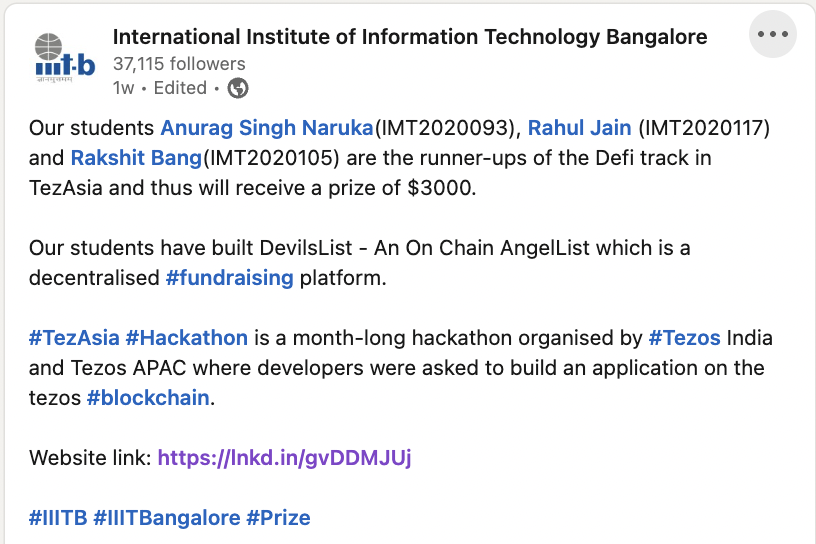 International Institute of Information Technology Bangalore
37,115 followers
1w • Edited •
iiit-b
ज्ञानमुत्तमम्
Our students Anurag Singh Naruka(IMT2020093), Rahul Jain (IMT2020117)
and Rakshit Bang(IMT2020105) are the runner-ups of the Defi track in
TezAsia and thus will receive a prize of $3000.
Our students have built DevilsList - An On Chain AngelList which is a
decentralised #fundraising platform.
#TezAsia #Hackathon is a month-long hackathon organised by #Tezos India
and Tezos APAC where developers were asked to build an application on the
tezos #blockchain.
Website link: https://lnkd.in/gvDDMJUj
#IIITB #IIITBangalore #Prize